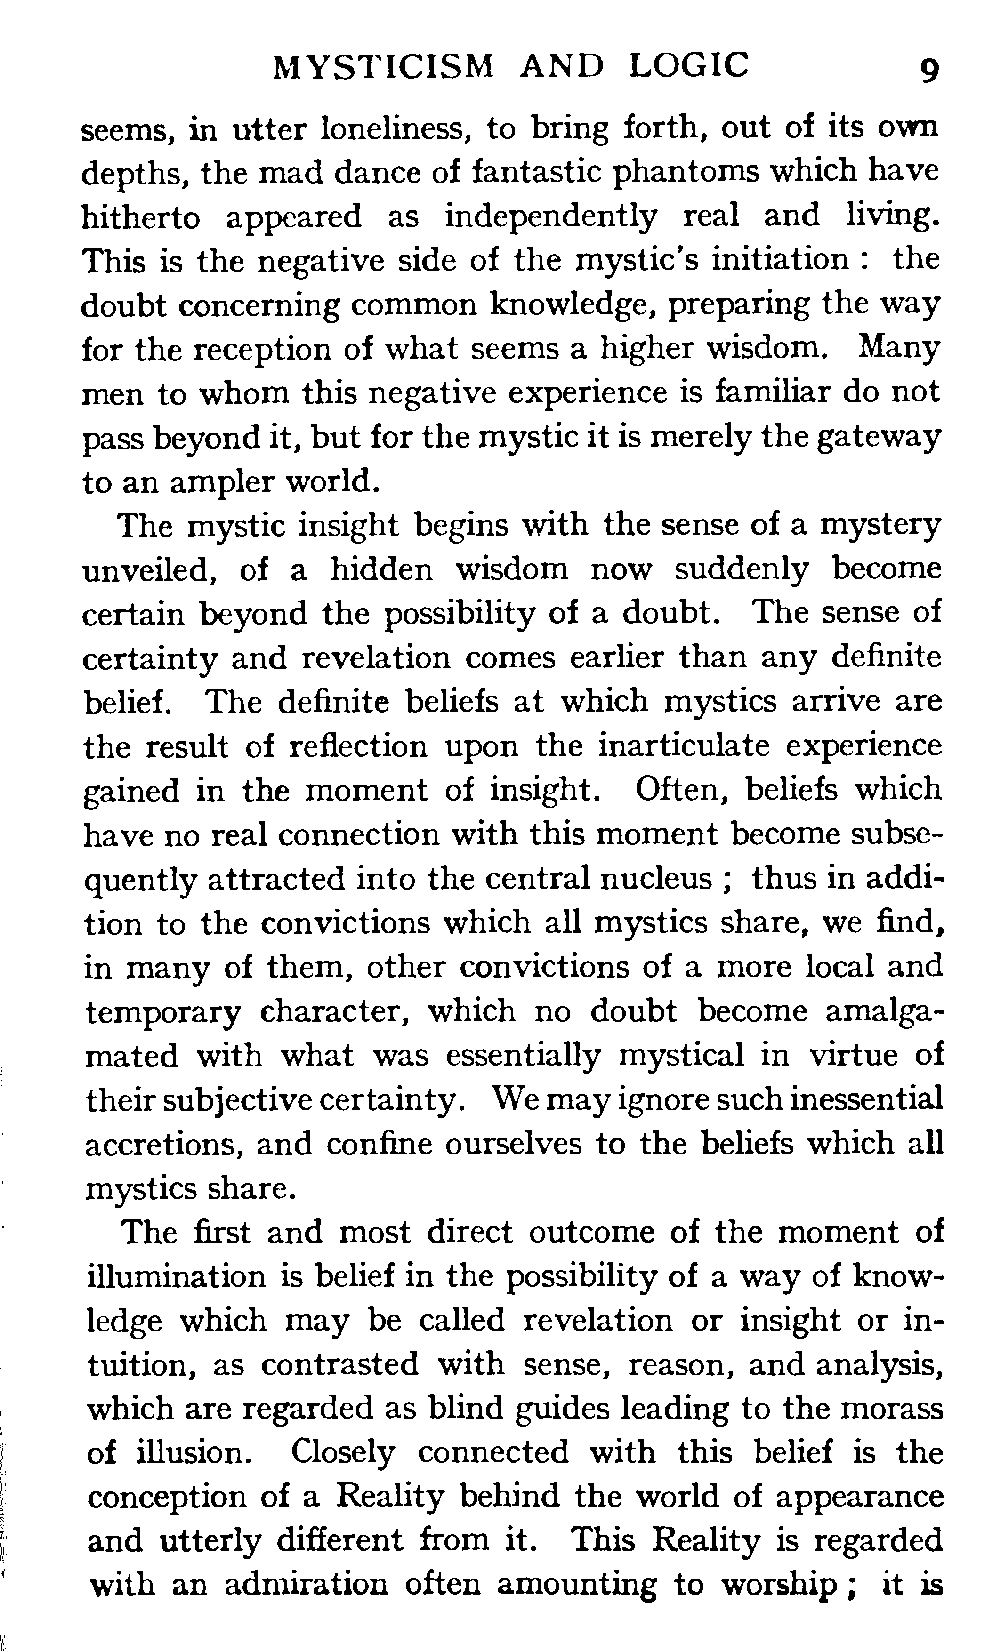 MYSTICISM AND LOGIC 9
seems, in utter loneliness, to bring forth, out of its own
depths, the mad dance of fantastic phantoms which have
hitherto appeared as independently real and living.
This is the negative side of the mystic's initiation : the
doubt concerning common knowledge, preparing the way
for the reception of what seems a higher wisdom. Many
men to whom this negative experience is familiar do not
pass beyond it, but for the mystic it is merely the gateway
to an ampler world.
The mystic insight begins with the sense of a mystery
unveiled, of a hidden wisdom now suddenly become
certain beyond the possibility of a doubt. The sense of
certainty and revelation comes earlier than any definite
belief. The definite beliefs at which mystics arrive are
the result of reflection upon the inarticulate experience
gained in the moment of insight. Often, beliefs which
have no real connection with this moment become subse-
quently attracted into the central nucleus ; thus in addi-
tion to the convictions which all mystics share, we find,
in many of them, other convictions of a more local and
temporary character, which no doubt become amalga-
mated with what was essentially mystical in virtue of
their subjective certainty. We may ignore such inessential
accretions, and confine ourselves to the beliefs which all
mystics share.
The first and most direct outcome of the moment of
illumination is belief in the possibility of a way of know-
ledge which may be called revelation or insight or in-
tuition, as contrasted with sense, reason, and analysis,
which are regarded as blind guides leading to the morass
of illusion. Closely connected with this belief is the
conception of a Reality behind the world of appearance
and utterly different from it. This Reality is regarded
with an admiration often amounting to worship ; it is